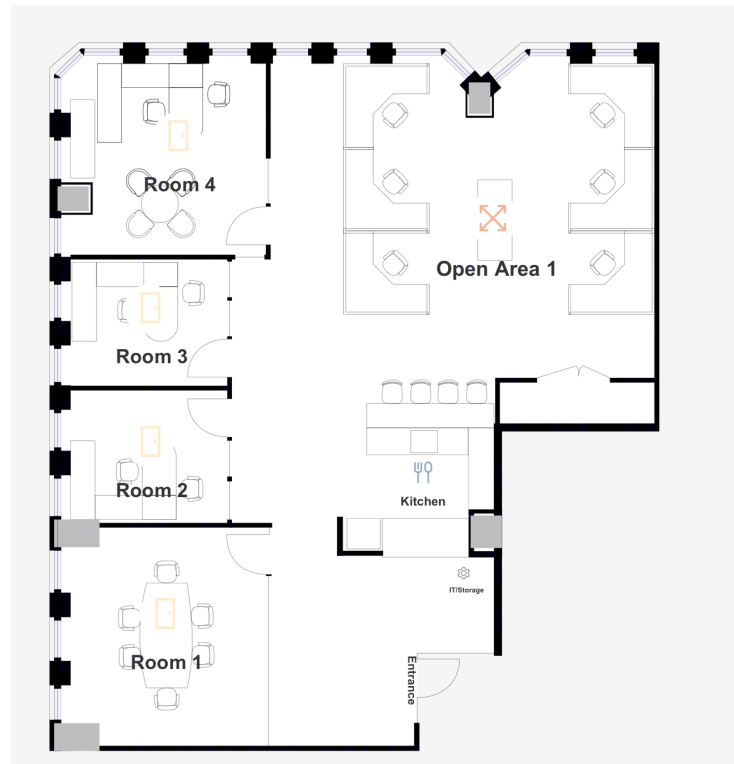 Room 4
Open Area 1
Room 3
Room 2
Kitchen
IT/Storage
Room 1
Entrance